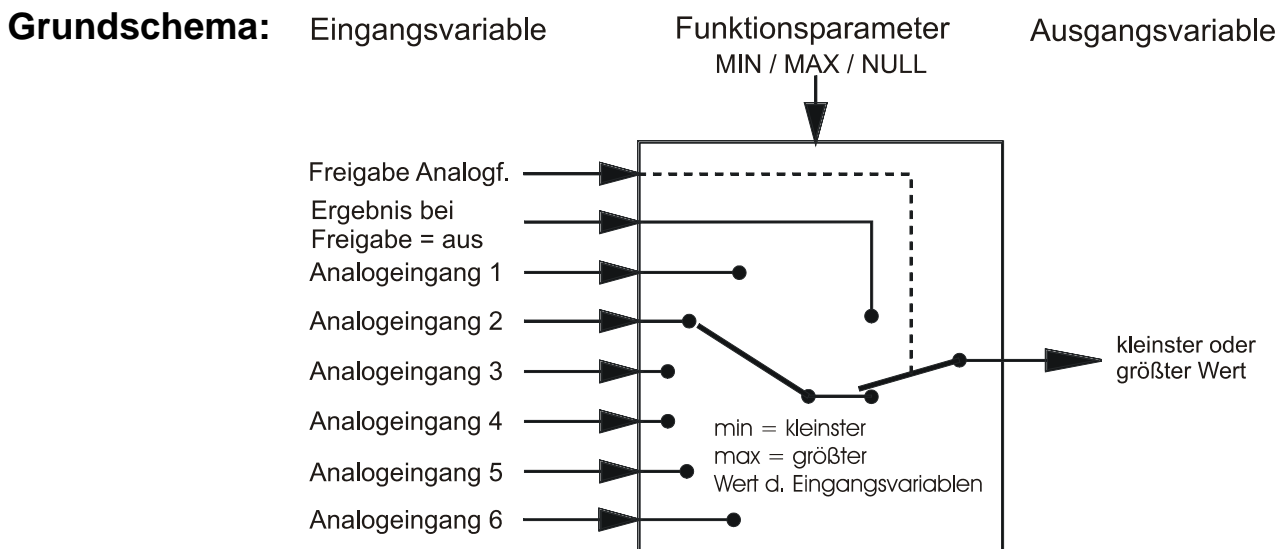 Grundschema: Eingangsvariable Funktionsparameter Ausgangsvariable
MIN / MAX / NULL
Freigabe Analogf.
Ergebnis bei
Freigabe = aus
Analogeingang 1
Analogeingang 2
Analogeingang 3
Analogeingang 4
Analogeingang 5
Analogeingang 6
min = kleinster
max = größter
Wert d. Eingangsvariablen
kleinster oder
größter Wert